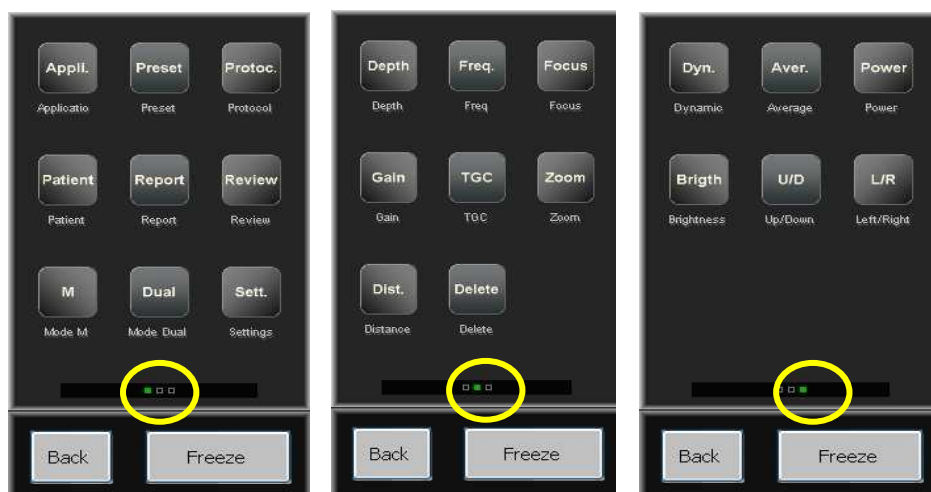 Appli. Preset Protoc.
Applicatio Preset Protocol
Patient Report Review
Patient Report Review
M Dual Sett.
Mode M Mode Dual Settings
Back Freeze
Depth Freq. Focus
Depth Freq Focus
Gain TGC Zoom
Gain TGC Zoom
Dist. Delete
Distance Delete
Back Freeze
Dyn. Aver. Power
Dynamic Average Power
Brigth U/D L/R
Brightness Up/Down Left/Right
Back Freeze